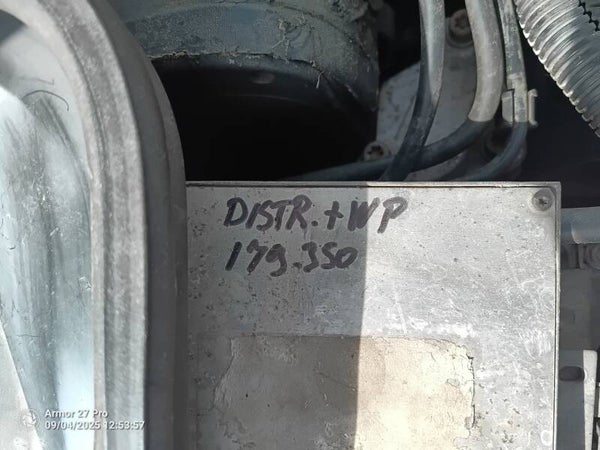 DISTR. + WP
179.350
Armor 27 Pro
09/04/2025 12:53:57